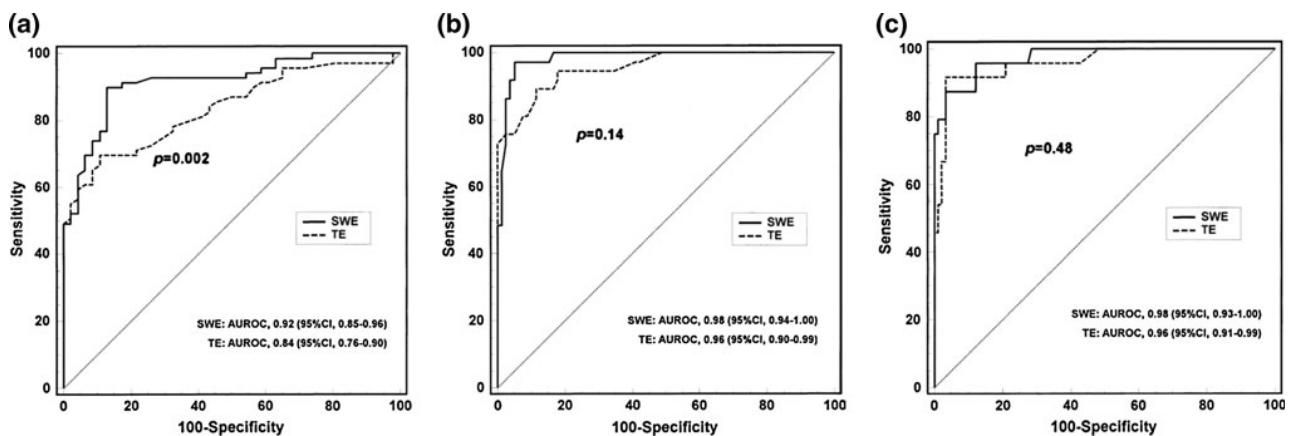 (a)
100
80
60
40
20
0
Sensitivity
p=0.002
SWE
TE
SWE: AUROC, 0.92 (95%CI, 0.85-0.96)
TE: AUROC, 0.84 (95%CI, 0.76-0.90)
0 20 40 60 80 100
100-Specificity
(b)
100
80
60
40
20
0
Sensitivity
p=0.14
SWE
TE
SWE: AUROC, 0.98 (95%CI, 0.94-1.00)
TE: AUROC, 0.96 (95%CI, 0.90-0.99)
0 20 40 60 80 100
100-Specificity
(c)
100
80
60
40
20
0
Sensitivity
p=0.48
SWE
TE
SWE: AUROC, 0.98 (95%CI, 0.93-1.00)
TE: AUROC, 0.96 (95%CI, 0.91-0.99)
0 20 40 60 80 100
100-Specificity